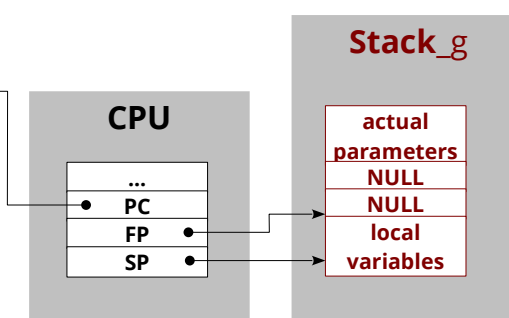 Stack_g
CPU
actual
parameters
NULL
NULL
local
variables
...
PC
FP
SP